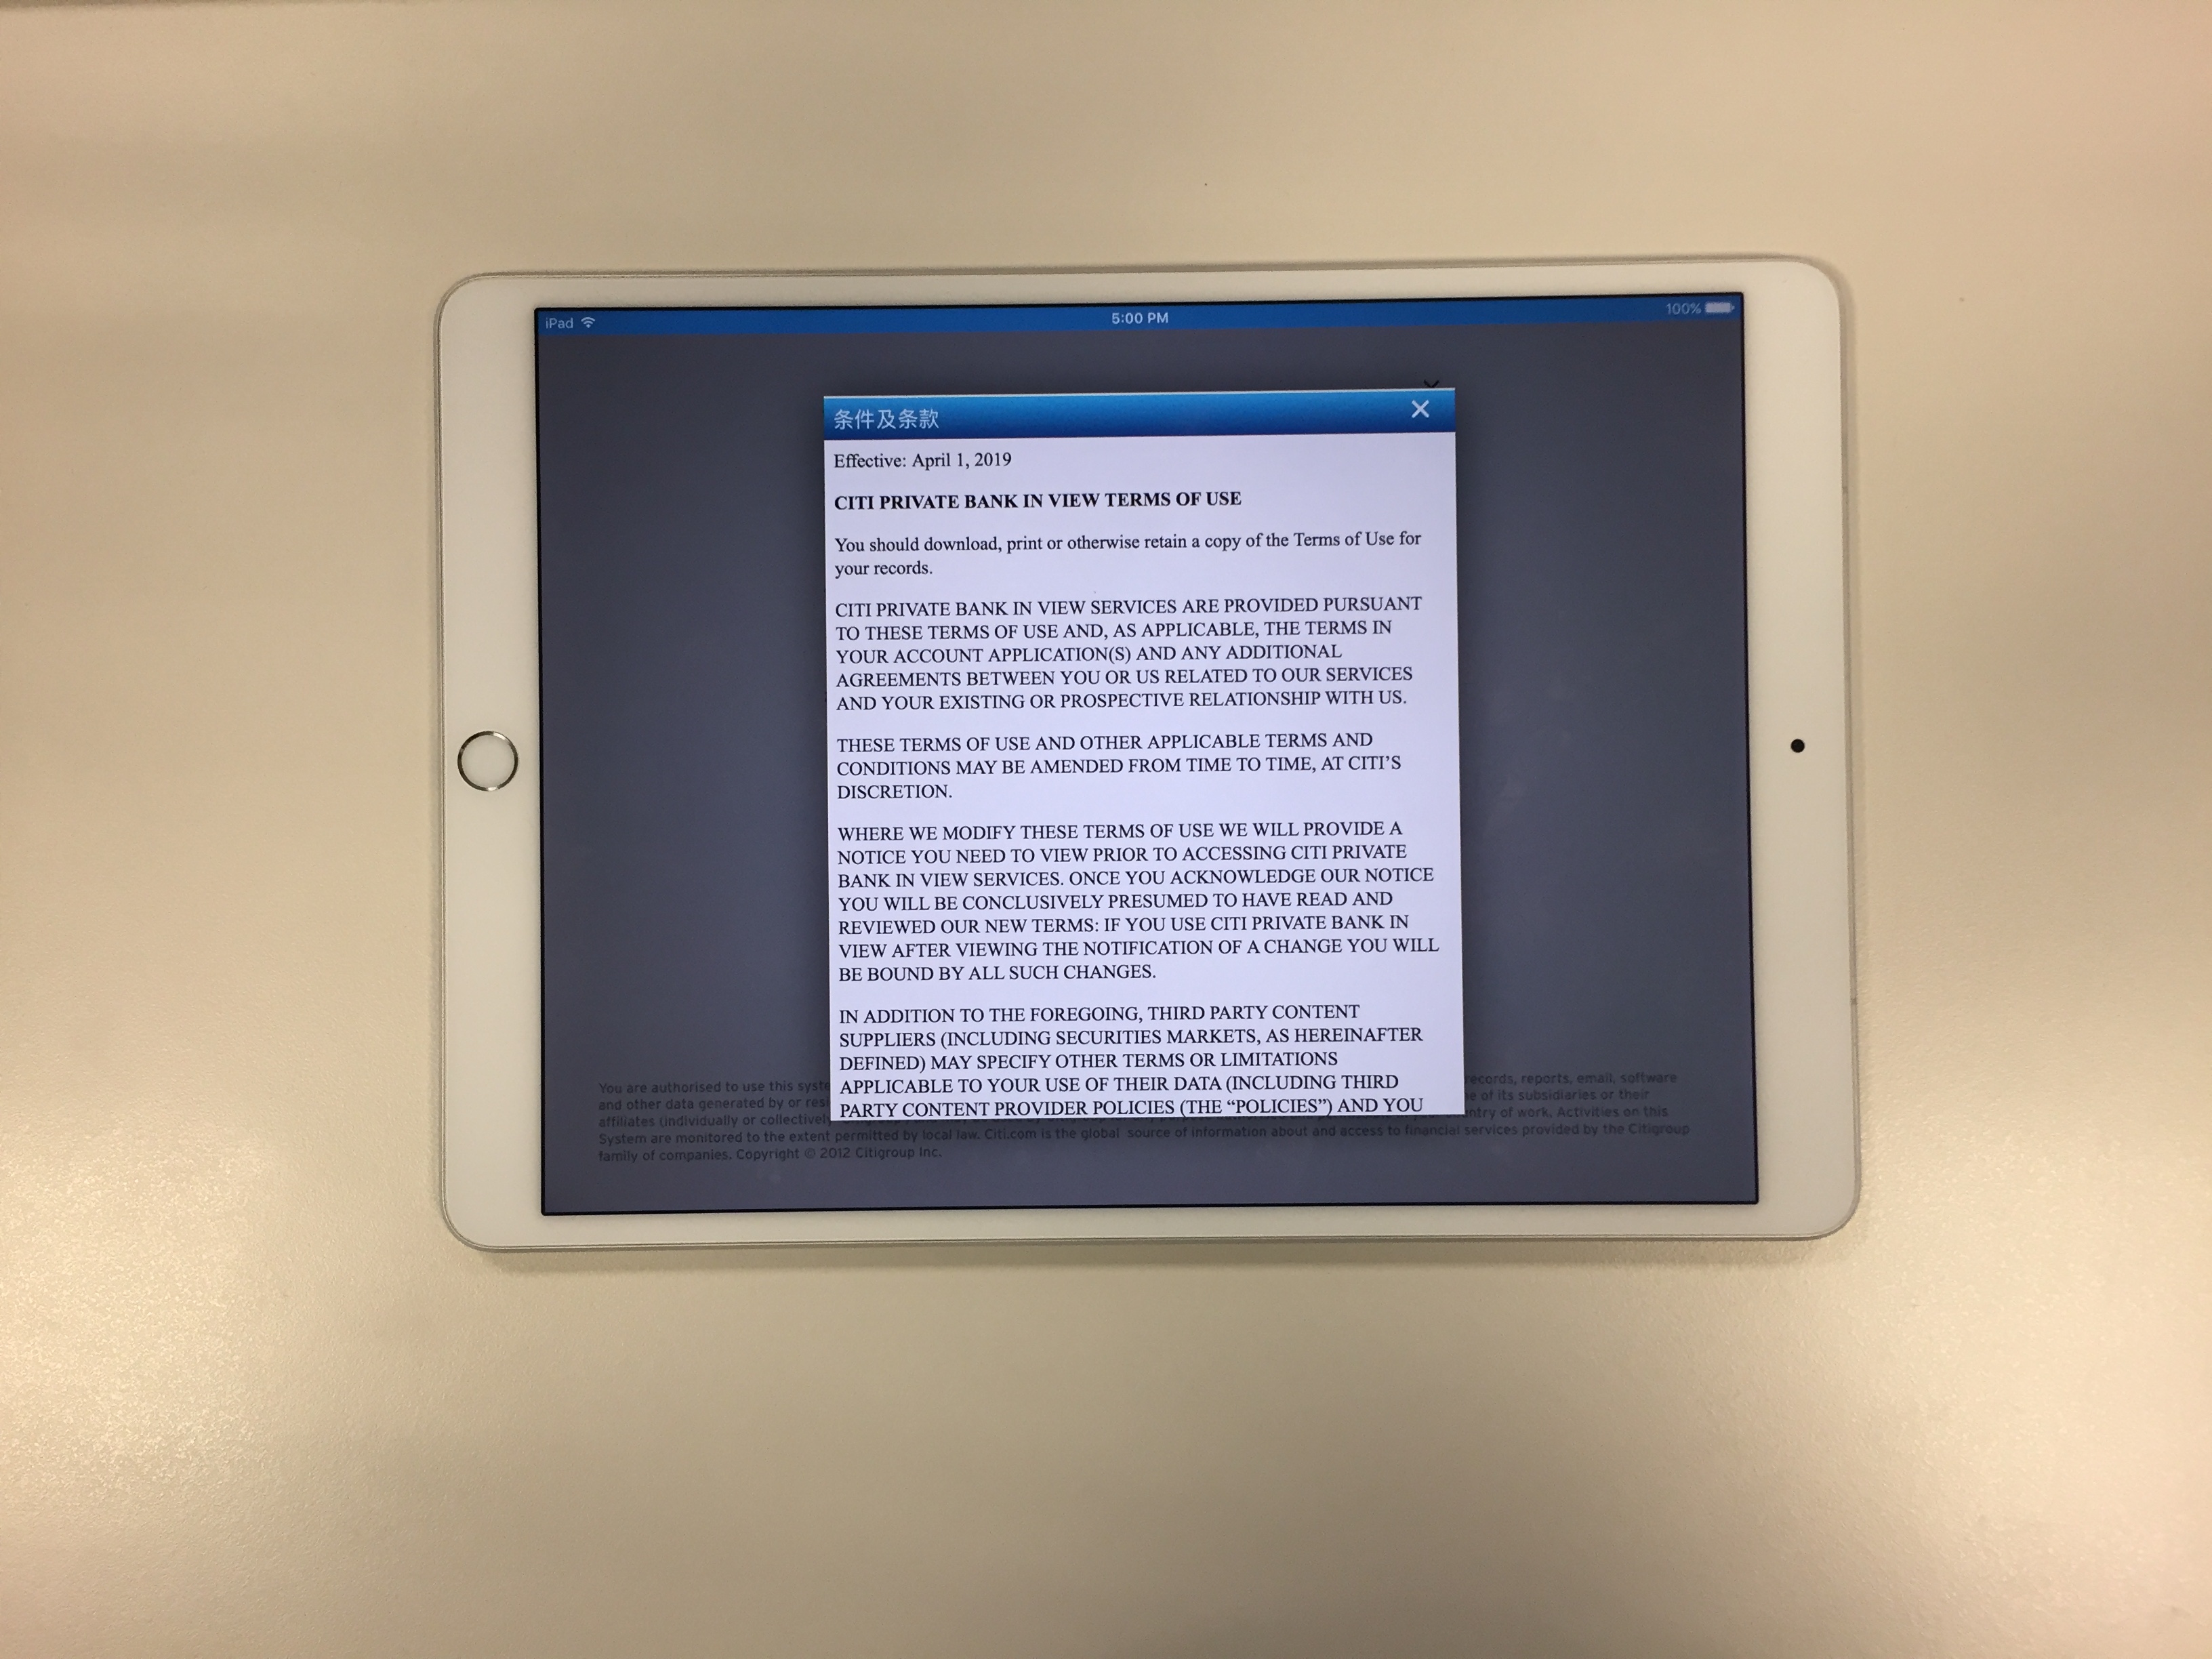 iPad
5:00 PM
100%
条件及条款
Effective: April 1, 2019
CITI PRIVATE BANK IN VIEW TERMS OF USE
You should download, print or otherwise retain a copy of the Terms of Use for
your records.
CITI PRIVATE BANK IN VIEW SERVICES ARE PROVIDED PURSUANT
TO THESE TERMS OF USE AND, AS APPLICABLE, THE TERMS IN
YOUR ACCOUNT APPLICATION(S) AND ANY ADDITIONAL
AGREEMENTS BETWEEN YOU OR US RELATED TO OUR SERVICES
AND YOUR EXISTING OR PROSPECTIVE RELATIONSHIP WITH US.
THESE TERMS OF USE AND OTHER APPLICABLE TERMS AND
CONDITIONS MAY BE AMENDED FROM TIME TO TIME, AT CITI'S
DISCRETION.
WHERE WE MODIFY THESE TERMS OF USE WE WILL PROVIDE A
NOTICE YOU NEED TO VIEW PRIOR TO ACCESSING CITI PRIVATE
BANK IN VIEW SERVICES. ONCE YOU ACKNOWLEDGE OUR NOTICE
YOU WILL BE CONCLUSIVELY PRESUMED TO HAVE READ AND
REVIEWED OUR NEW TERMS: IF YOU USE CITI PRIVATE BANK IN
VIEW AFTER VIEWING THE NOTIFICATION OF A CHANGE YOU WILL
BE BOUND BY ALL SUCH CHANGES.
IN ADDITION TO THE FOREGOING, THIRD PARTY CONTENT
SUPPLIERS (INCLUDING SECURITIES MARKETS, AS HEREINAFTER
DEFINED) MAY SPECIFY OTHER TERMS OR LIMITATIONS
APPLICABLE TO YOUR USE OF THEIR DATA (INCLUDING THIRD
PARTY CONTENT PROVIDER POLICIES (THE “POLICIES”) AND YOU
You are authorised to use this syst ecords, reports, email, software
and other data generated by or res e of its subsidiaries or their
affiliates (individually or collectivel ntry of work. Activities on this
System are monitored to the extent permitted by local law. Citi.com is the global source of information about and access to financial services provided by the Citigroup
family of companies. Copyright © 2012 Citigroup Inc.